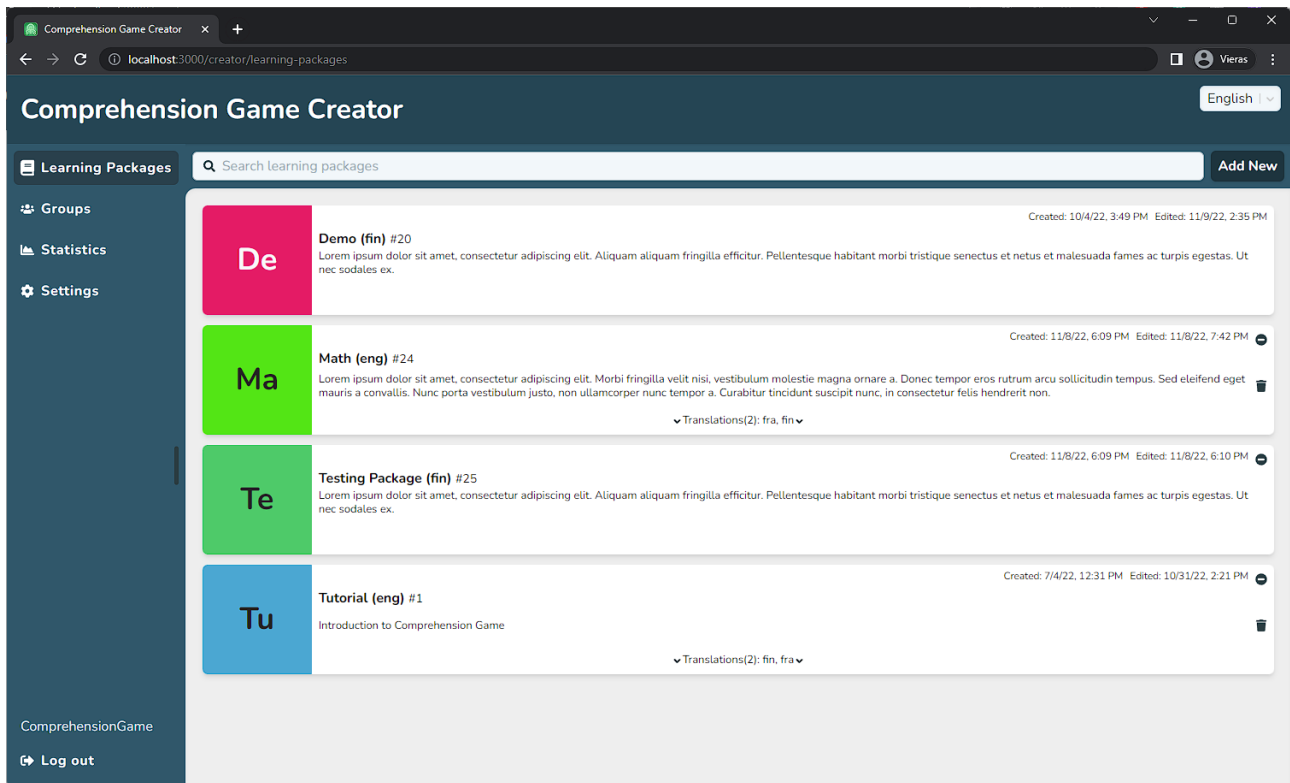 Comprehension Game Creator
localhost:3000/creator/learning-packages
Vieras
Comprehension Game Creator
English
Learning Packages
Search learning packages
Add New
Groups
Statistics
Settings
Created: 10/4/22, 3:49 PM Edited: 11/9/22, 2:35 PM
De
Demo (fin) #20
Lorem ipsum dolor sit amet, consectetur adipiscing elit. Aliquam aliquam fringilla efficitur. Pellentesque habitant morbi tristique senectus et netus et malesuada fames ac turpis egestas. Ut
nec sodales ex.
Created: 11/8/22, 6:09 PM Edited: 11/8/22, 7:42 PM
Ma
Math (eng) #24
Lorem ipsum dolor sit amet, consectetur adipiscing elit. Morbi fringilla velit nisi, vestibulum molestie magna ornare a. Donec tempor eros rutrum arcu sollicitudin tempus. Sed eleifend eget
mauris a convallis. Nunc porta vestibulum justo, non ullamcorper nunc tempor a. Curabitur tincidunt suscipit nunc, in consectetur felis hendrerit non.
Translations(2): fra, fin
Created: 11/8/22, 6:09 PM Edited: 11/8/22, 6:10 PM
Te
Testing Package (fin) #25
Lorem ipsum dolor sit amet, consectetur adipiscing elit. Aliquam aliquam fringilla efficitur. Pellentesque habitant morbi tristique senectus et netus et malesuada fames ac turpis egestas. Ut
nec sodales ex.
Created: 7/4/22, 12:31 PM Edited: 10/31/22, 2:21 PM
Tu
Tutorial (eng) #1
Introduction to Comprehension Game
Translations(2): fin, fra
ComprehensionGame
Log out